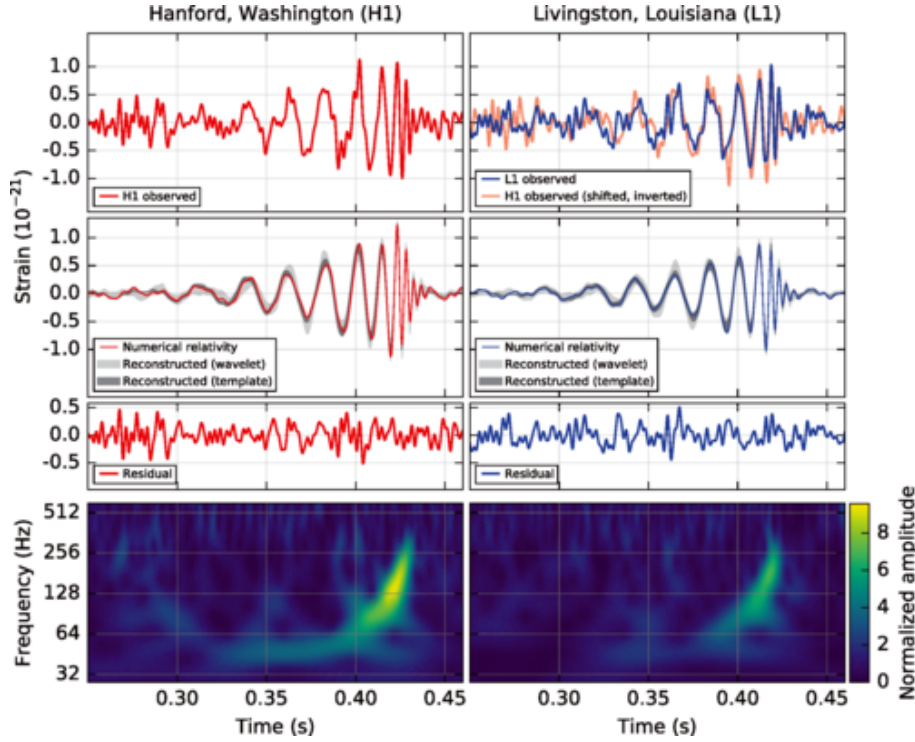 Hanford, Washington (H1)
Livingston, Louisiana (L1)
Strain (10⁻²¹)
1.0
0.5
0.0
-0.5
-1.0
H1 observed
L1 observed
H1 observed (shifted, inverted)
1.0
0.5
0.0
-0.5
-1.0
Numerical relativity
Reconstructed (wavelet)
Reconstructed (template)
Numerical relativity
Reconstructed (wavelet)
Reconstructed (template)
0.5
0.0
-0.5
Residual
Residual
Frequency (Hz)
512
256
128
64
32
Normalized amplitude
8
6
4
2
0
0.30
0.35
0.40
0.45
0.30
0.35
0.40
0.45
Time (s)
Time (s)